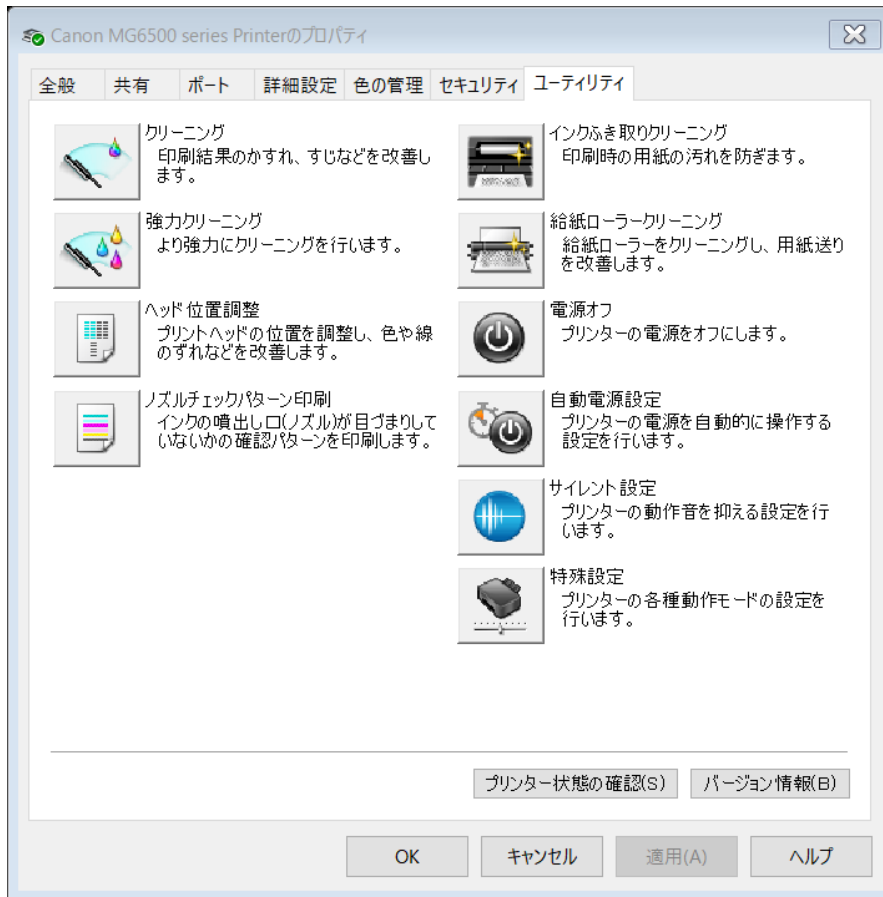 Canon MG6500 series Printerのプロパティ
全般 共有 ポート 詳細設定 色の管理 セキュリティ ユーティリティ
クリーニング
印刷結果のかすれ、すじなどを改善し
ます。
強力クリーニング
より強力にクリーニングを行います。
ヘッド位置調整
プリントヘッドの位置を調整し、色や線
のずれなどを改善します。
ノズルチェックパターン印刷
インクの噴出し口(ノズル)が目づまりして
いないかの確認パターンを印刷します。
インクふき取りクリーニング
印刷時の用紙の汚れを防ぎます。
給紙ローラークリーニング
給紙ローラーをクリーニングし、用紙送り
を改善します。
電源オフ
プリンターの電源をオフにします。
自動電源設定
プリンターの電源を自動的に操作する
設定を行います。
サイレント設定
プリンターの動作音を抑える設定を行
います。
特殊設定
プリンターの各種動作モードの設定を
行います。
プリンター状態の確認(S) バージョン情報(B)
OK キャンセル 適用(A) ヘルプ